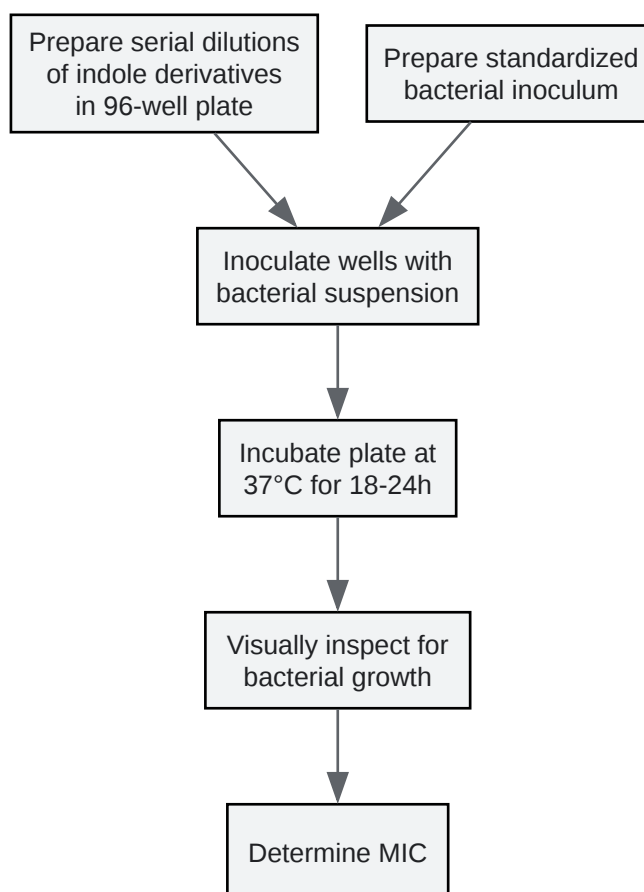 Prepare serial dilutions
of indole derivatives
in 96-well plate
Prepare standardized
bacterial inoculum
Inoculate wells with
bacterial suspension
Incubate plate at
37°C for 18-24h
Visually inspect for
bacterial growth
Determine MIC